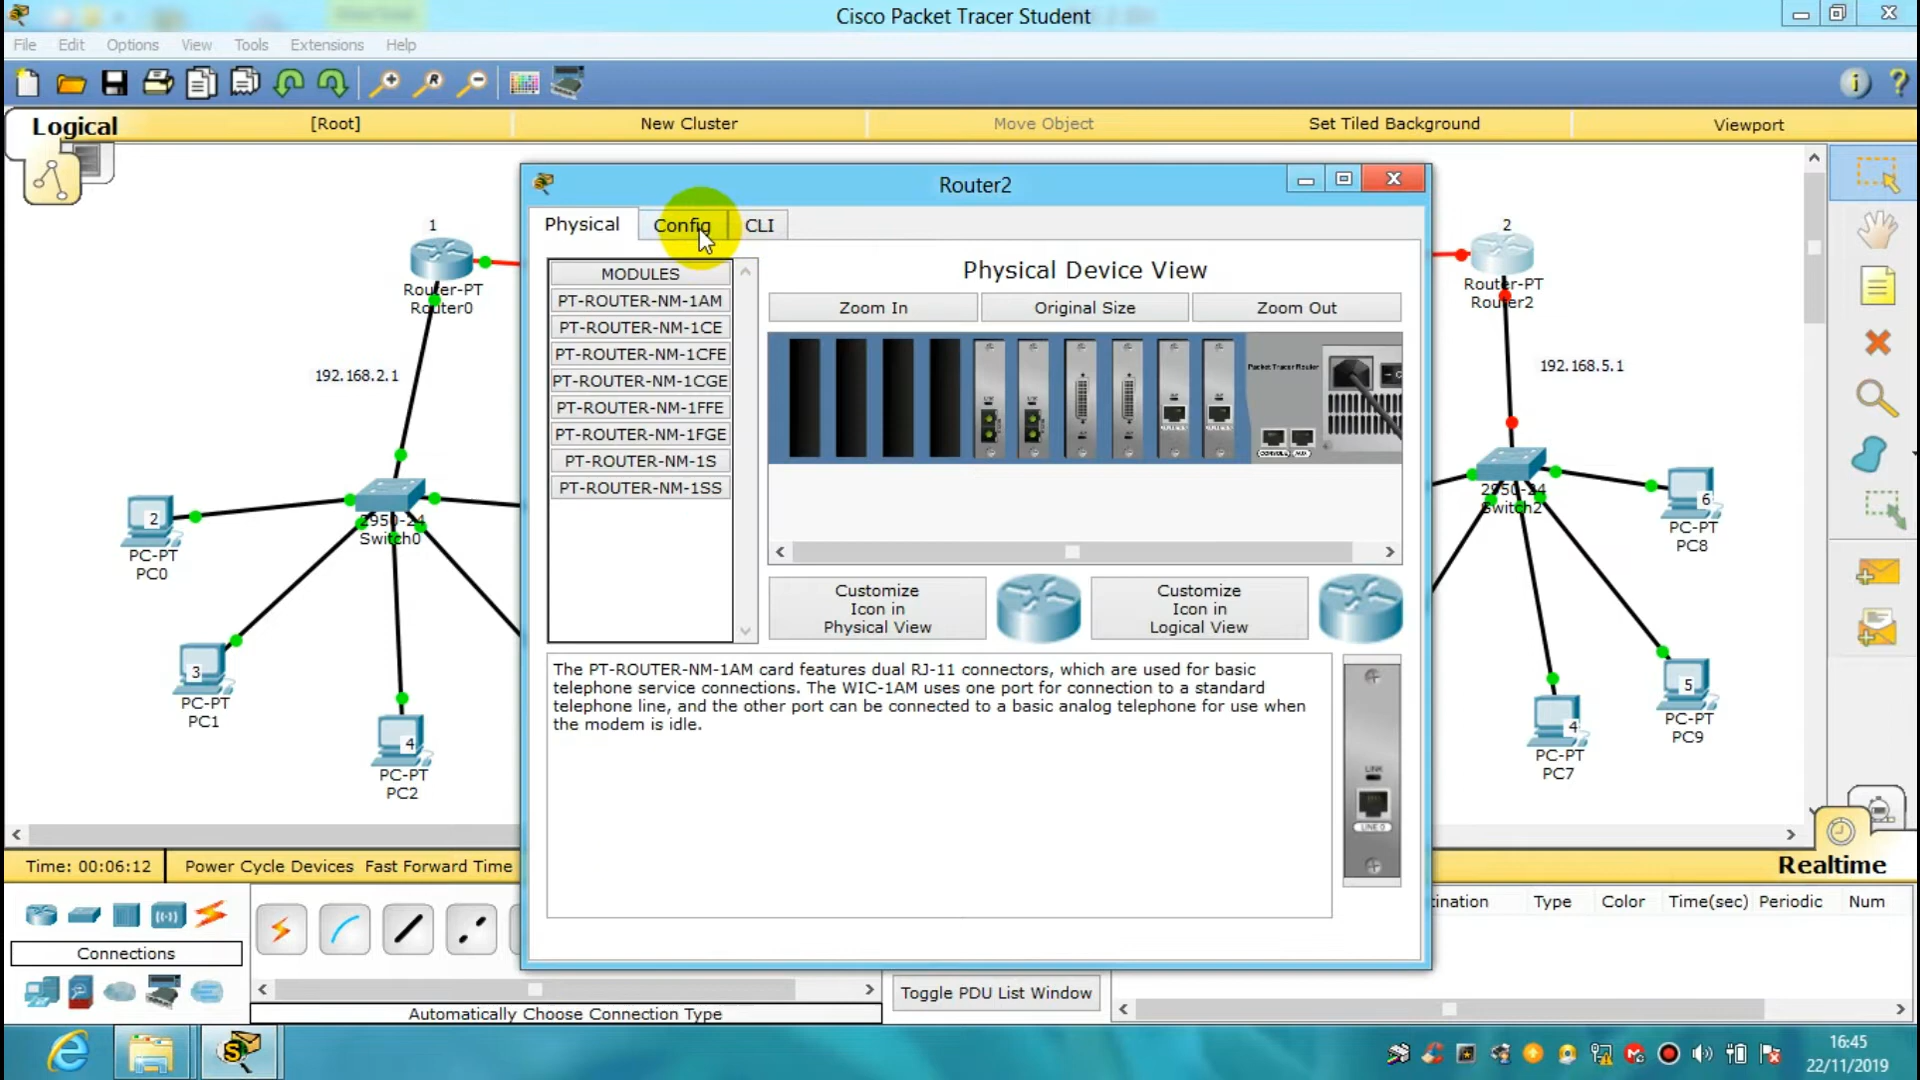 Cisco Packet Tracer Student
File Edit Options View Tools Extensions Help
Logical
[Root]
New Cluster
Move Object
Set Tiled Background
Viewport
Router2
Physical Config CLI
MODULES
PT-ROUTER-NM-1AM
PT-ROUTER-NM-1CE
PT-ROUTER-NM-1CFE
PT-ROUTER-NM-1CGE
PT-ROUTER-NM-1FFE
PT-ROUTER-NM-1FGE
PT-ROUTER-NM-1S
PT-ROUTER-NM-1SS
Physical Device View
Zoom In
Original Size
Zoom Out
Packet Tracer Router
CONSOLE AUX
Customize
Icon in
Physical View
Customize
Icon in
Logical View
The PT-ROUTER-NM-1AM card features dual RJ-11 connectors, which are used for basic
telephone service connections. The WIC-1AM uses one port for connection to a standard
telephone line, and the other port can be connected to a basic analog telephone for use when
the modem is idle.
LINK
LINE 0
1
Router-PT
Router0
192.168.2.1
2950-24
Switch0
2
PC-PT
PC0
3
PC-PT
PC1
4
PC-PT
PC2
2
Router-PT
Router2
192.168.5.1
2950-24
Switch2
6
PC-PT
PC8
5
PC-PT
PC9
4
PC-PT
PC7
Time: 00:06:12
Power Cycle Devices Fast Forward Time
Realtime
Connections
Automatically Choose Connection Type
Toggle PDU List Window
ination Type Color Time(sec) Periodic Num
16:45
22/11/2019